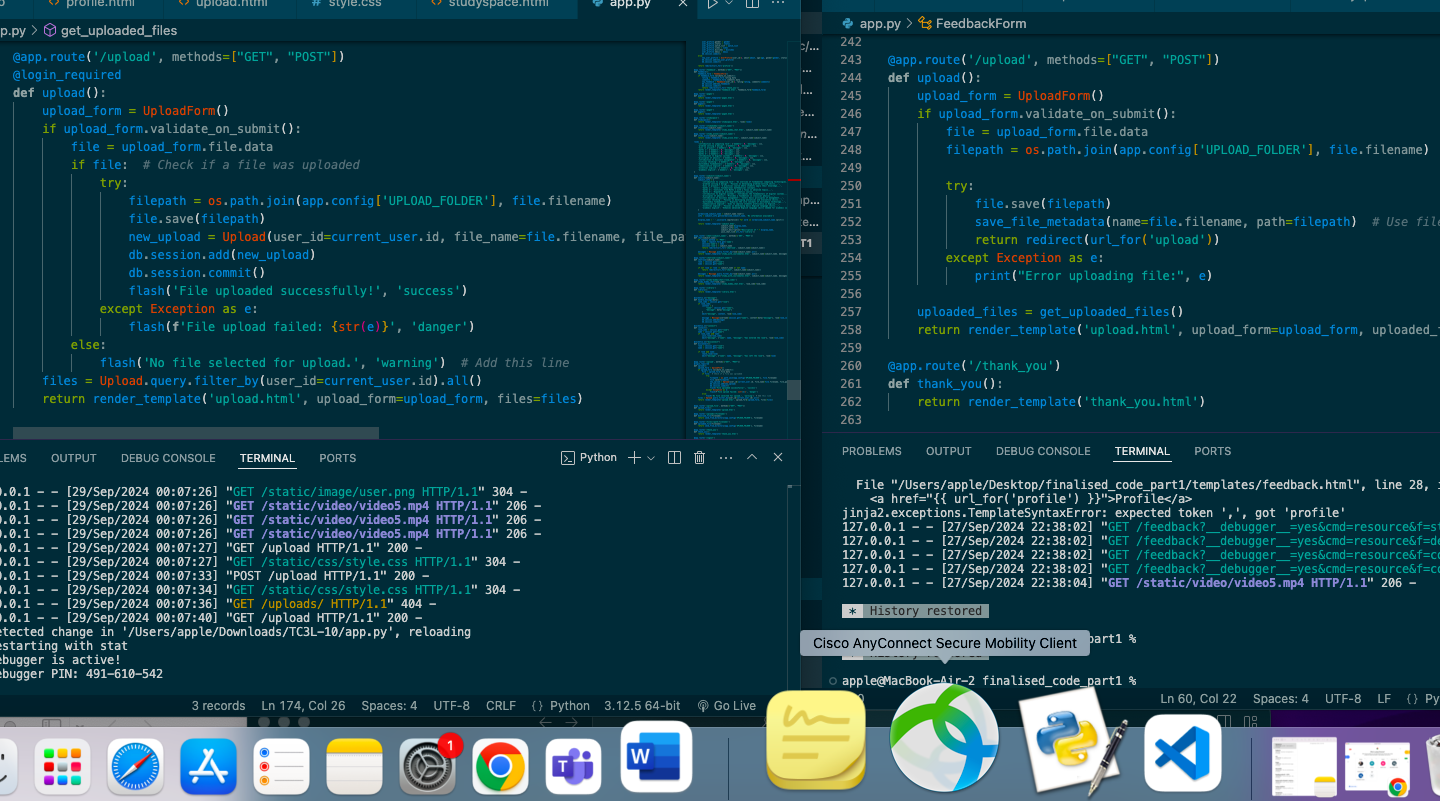 profile.html
upload.html
# style.css
studyspace.html
app.py
p.py > get_uploaded_files
@app.route('/upload', methods=["GET", "POST"])
@login_required
def upload():
upload_form = UploadForm()
if upload_form.validate_on_submit():
file = upload_form.file.data
if file:  # Check if a file was uploaded
try:
filepath = os.path.join(app.config['UPLOAD_FOLDER'], file.filename)
file.save(filepath)
new_upload = Upload(user_id=current_user.id, file_name=file.filename, file_pa
db.session.add(new_upload)
db.session.commit()
flash('File uploaded successfully!', 'success')
except Exception as e:
flash(f'File upload failed: {str(e)}', 'danger')
else:
flash('No file selected for upload.', 'warning')  # Add this line
files = Upload.query.filter_by(user_id=current_user.id).all()
return render_template('upload.html', upload_form=upload_form, files=files)
LEMS OUTPUT DEBUG CONSOLE TERMINAL PORTS
Python
0.0.1 - - [29/Sep/2024 00:07:26] "GET /static/image/user.png HTTP/1.1" 304 -
0.0.1 - - [29/Sep/2024 00:07:26] "GET /static/video/video5.mp4 HTTP/1.1" 206 -
0.0.1 - - [29/Sep/2024 00:07:26] "GET /static/video/video5.mp4 HTTP/1.1" 206 -
0.0.1 - - [29/Sep/2024 00:07:26] "GET /static/video/video5.mp4 HTTP/1.1" 206 -
0.0.1 - - [29/Sep/2024 00:07:27] "GET /upload HTTP/1.1" 200 -
0.0.1 - - [29/Sep/2024 00:07:27] "GET /static/css/style.css HTTP/1.1" 304 -
0.0.1 - - [29/Sep/2024 00:07:33] "POST /upload HTTP/1.1" 200 -
0.0.1 - - [29/Sep/2024 00:07:34] "GET /static/css/style.css HTTP/1.1" 304 -
0.0.1 - - [29/Sep/2024 00:07:36] "GET /uploads/ HTTP/1.1" 404 -
0.0.1 - - [29/Sep/2024 00:07:40] "GET /upload HTTP/1.1" 200 -
etected change in '/Users/apple/Downloads/TC3L-10/app.py', reloading
estarting with stat
ebugger is active!
ebugger PIN: 491-610-542
3 records Ln 174, Col 26 Spaces: 4 UTF-8 CRLF {} Python 3.12.5 64-bit Go Live
app.py > FeedbackForm
242
243 @app.route('/upload', methods=["GET", "POST"])
244 def upload():
245 upload_form = UploadForm()
246 if upload_form.validate_on_submit():
247 file = upload_form.file.data
248 filepath = os.path.join(app.config['UPLOAD_FOLDER'], file.filename)
249
250 try:
251 file.save(filepath)
252 save_file_metadata(name=file.filename, path=filepath)  # Use file
253 return redirect(url_for('upload'))
254 except Exception as e:
255 print("Error uploading file:", e)
256
257 uploaded_files = get_uploaded_files()
258 return render_template('upload.html', upload_form=upload_form, uploaded_f
259
260 @app.route('/thank_you')
261 def thank_you():
262 return render_template('thank_you.html')
263
PROBLEMS OUTPUT DEBUG CONSOLE TERMINAL PORTS
File "/Users/apple/Desktop/finalised_code_part1/templates/feedback.html", line 28, i
<a href="{{ url_for('profile') }}">Profile</a>
jinja2.exceptions.TemplateSyntaxError: expected token ',', got 'profile'
127.0.0.1 - - [27/Sep/2024 22:38:02] "GET /feedback?__debugger__=yes&cmd=resource&f=st
127.0.0.1 - - [27/Sep/2024 22:38:02] "GET /feedback?__debugger__=yes&cmd=resource&f=de
127.0.0.1 - - [27/Sep/2024 22:38:02] "GET /feedback?__debugger__=yes&cmd=resource&f=co
127.0.0.1 - - [27/Sep/2024 22:38:02] "GET /feedback?__debugger__=yes&cmd=resource&f=co
127.0.0.1 - - [27/Sep/2024 22:38:04] "GET /static/video/video5.mp4 HTTP/1.1" 206 -
* History restored
part1 %
Cisco AnyConnect Secure Mobility Client
apple@MacBook-Air-2 finalised_code_part1 %
Ln 60, Col 22 Spaces: 4 UTF-8 LF {} Py
1